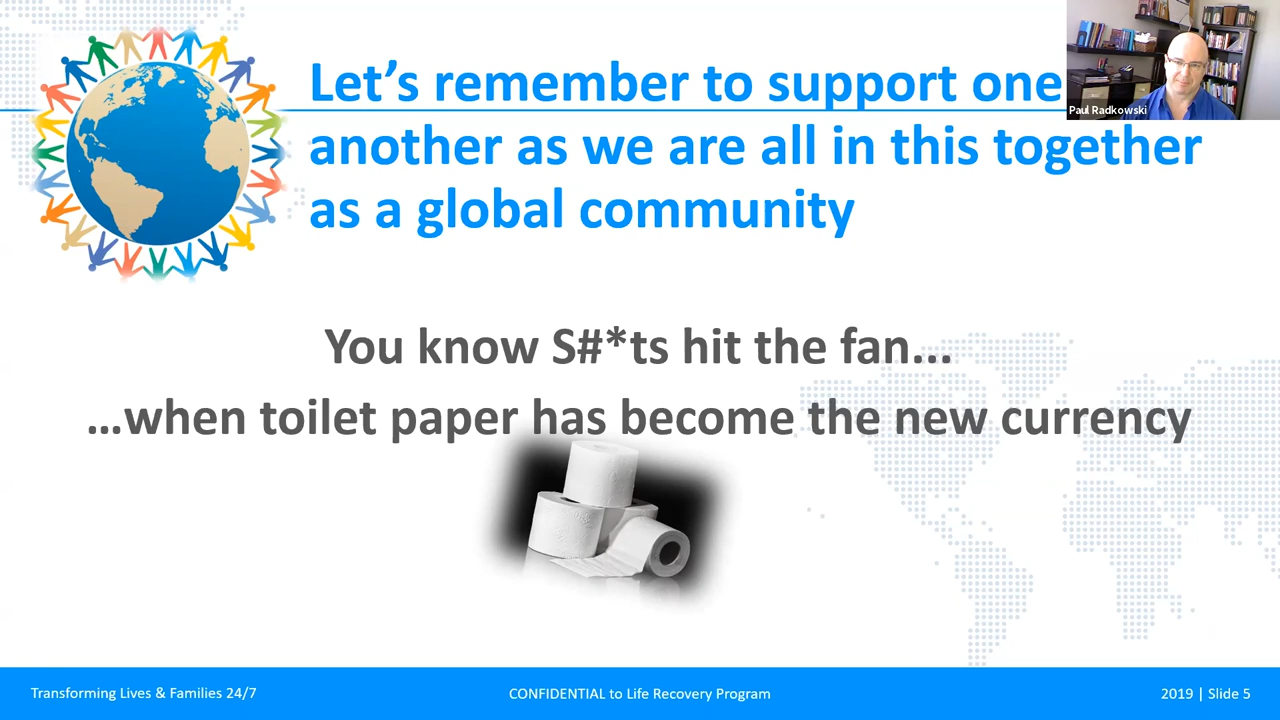 Let’s remember to support one
another as we are all in this together
as a global community
Paul Radkowski
You know S#*ts hit the fan...
...when toilet paper has become the new currency
Transforming Lives & Families 24/7
CONFIDENTIAL to Life Recovery Program
2019 | Slide 5